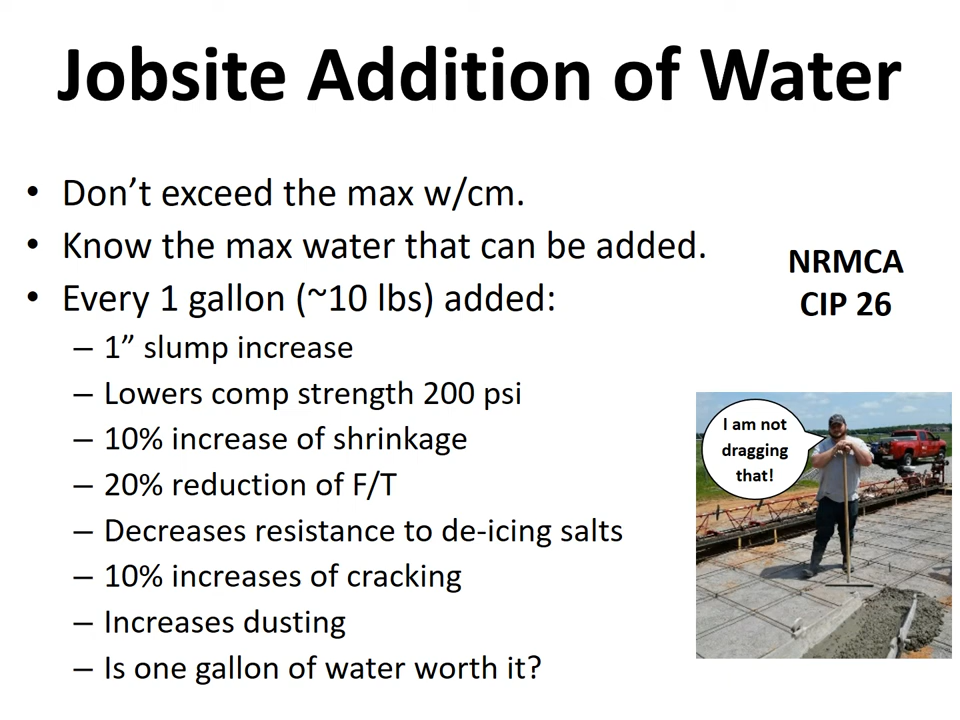 Jobsite Addition of Water
• Don’t exceed the max w/cm.
• Know the max water that can be added.
• Every 1 gallon (~10 lbs) added:
– 1” slump increase
– Lowers comp strength 200 psi
– 10% increase of shrinkage
– 20% reduction of F/T
– Decreases resistance to de-icing salts
– 10% increases of cracking
– Increases dusting
– Is one gallon of water worth it?
NRMCA
CIP 26
I am not
dragging
that!